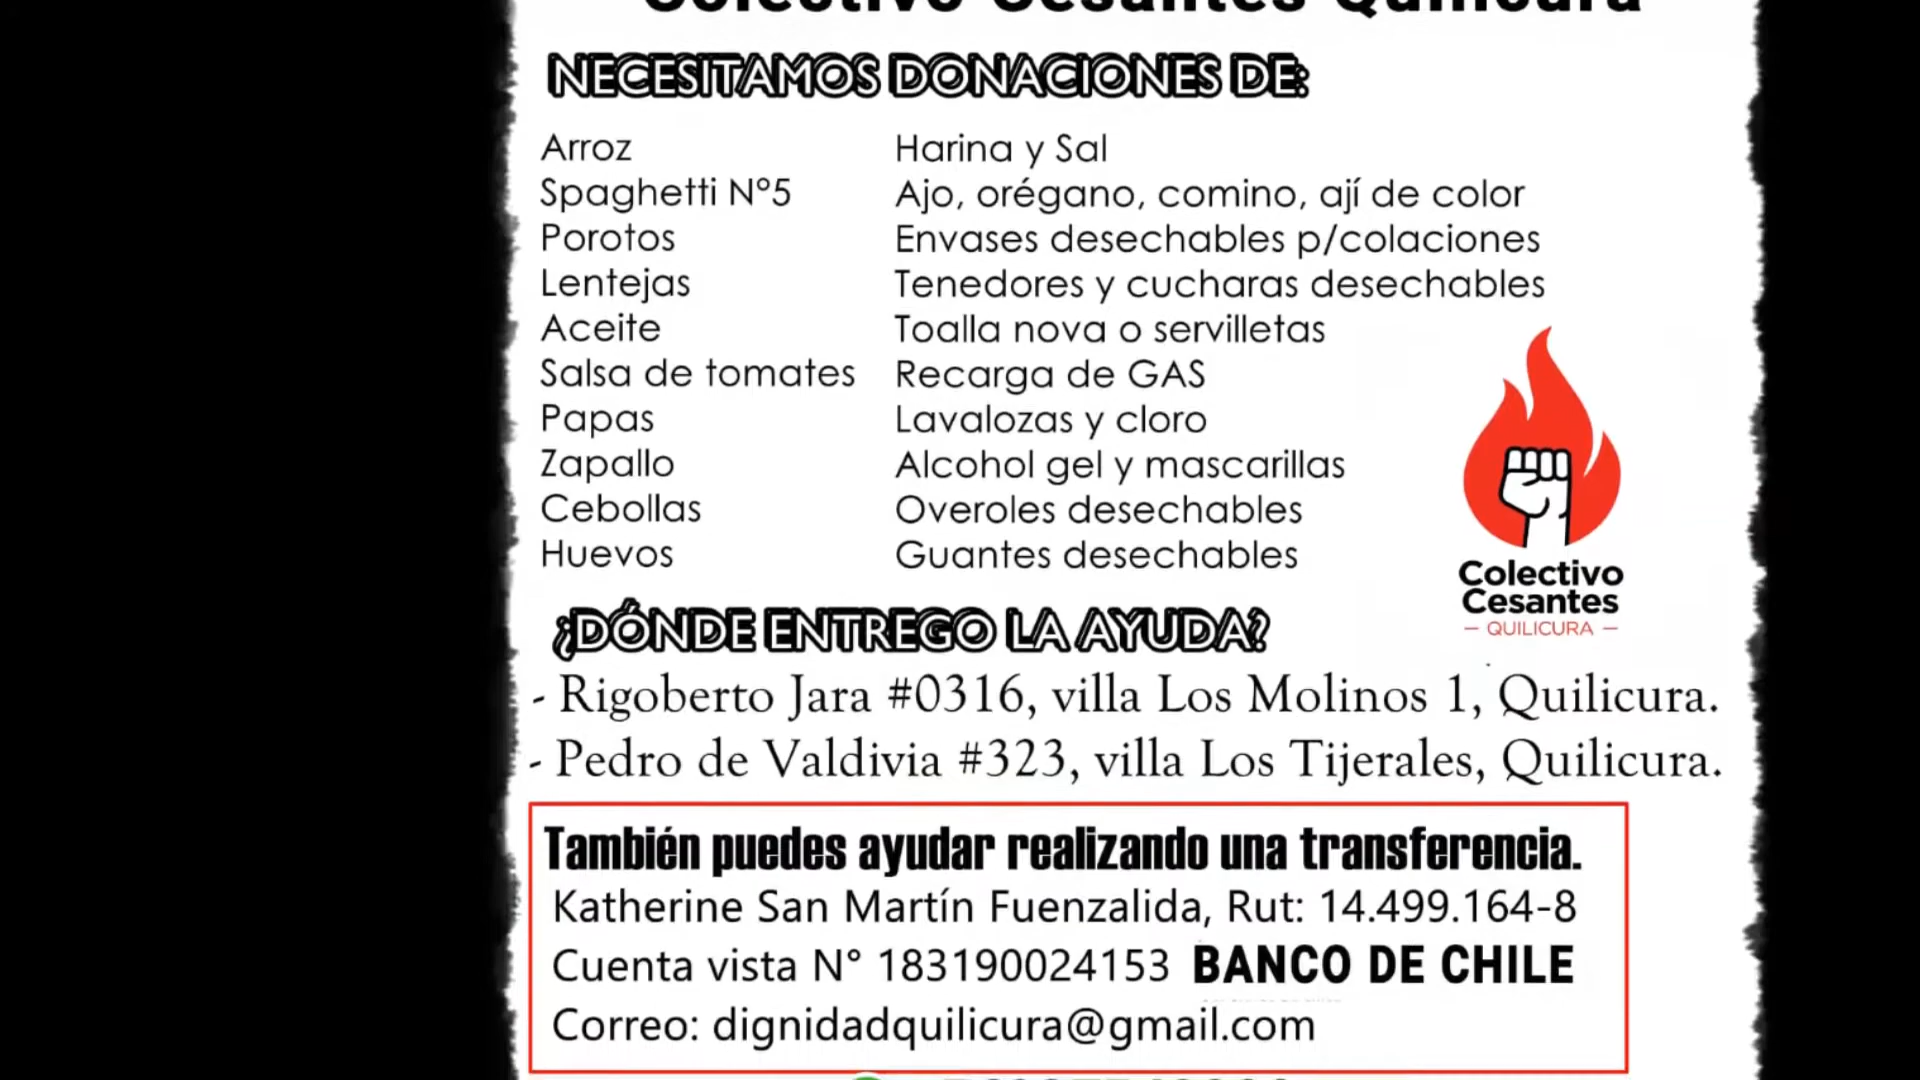 Colectivo Cesantes Quilicura
NECESITAMOS DONACIONES DE:
Arroz
Spaghetti N°5
Porotos
Lentejas
Aceite
Salsa de tomates
Papas
Zapallo
Cebollas
Huevos
Harina y Sal
Ajo, orégano, comino, ají de color
Envases desechables p/colaciones
Tenedores y cucharas desechables
Toalla nova o servilletas
Recarga de GAS
Lavalozas y cloro
Alcohol gel y mascarillas
Overoles desechables
Guantes desechables
Colectivo
Cesantes
– QUILICURA –
¿DÓNDE ENTREGO LA AYUDA?
- Rigoberto Jara #0316, villa Los Molinos 1, Quilicura.
- Pedro de Valdivia #323, villa Los Tijerales, Quilicura.
También puedes ayudar realizando una transferencia.
Katherine San Martín Fuenzalida, Rut: 14.499.164-8
Cuenta vista N° 183190024153 BANCO DE CHILE
Correo: dignidadquilicura@gmail.com